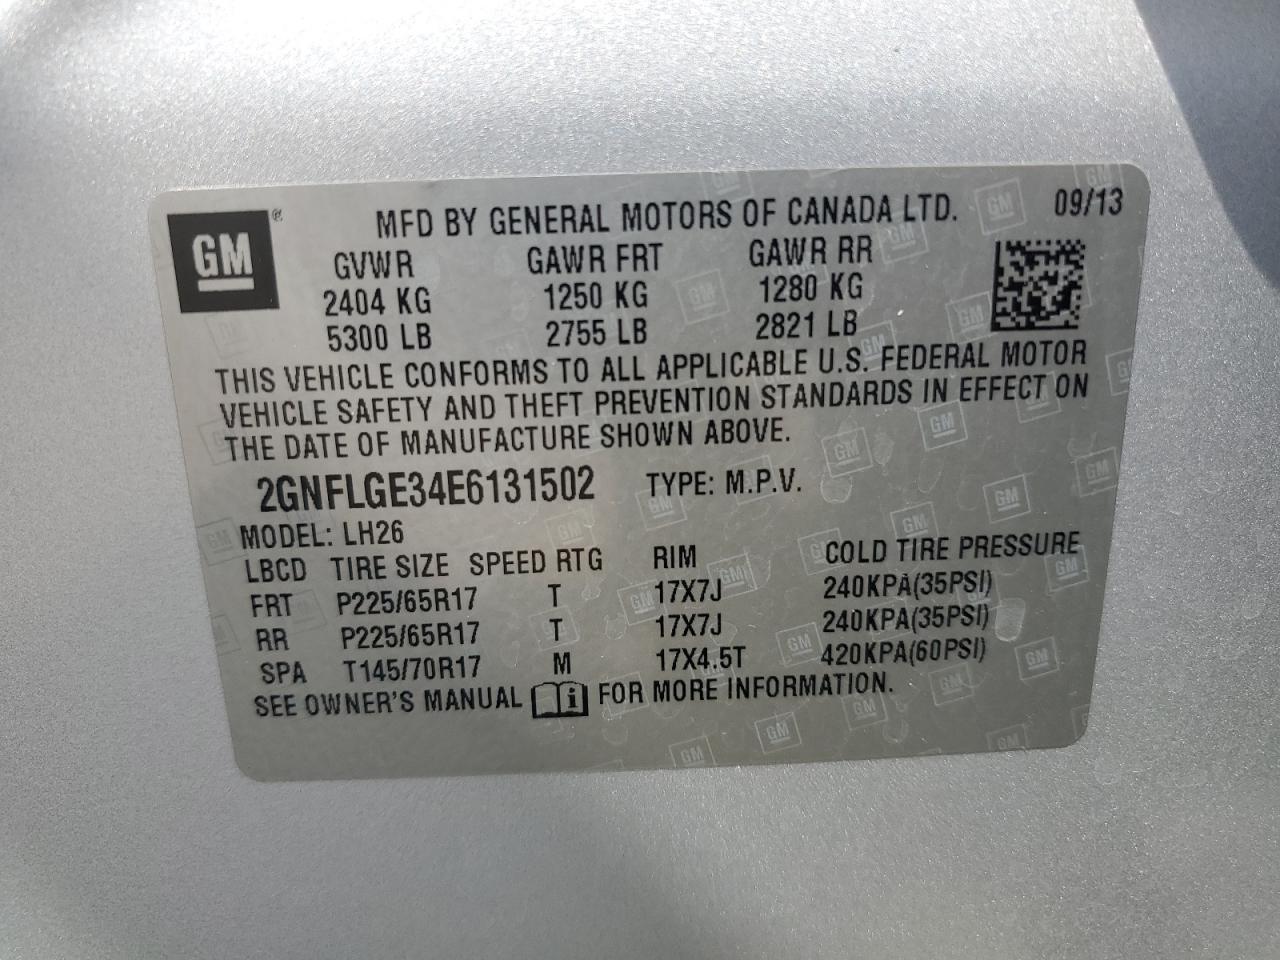 GM ® MFD BY GENERAL MOTORS OF CANADA LTD. 09/13
GVWR GAWR FRT GAWR RR
2404 KG 1250 KG 1280 KG
5300 LB 2755 LB 2821 LB
THIS VEHICLE CONFORMS TO ALL APPLICABLE U.S. FEDERAL MOTOR
VEHICLE SAFETY AND THEFT PREVENTION STANDARDS IN EFFECT ON
THE DATE OF MANUFACTURE SHOWN ABOVE.
2GNFLGE34E6131502 TYPE: M.P.V.
MODEL: LH26
LBCD TIRE SIZE SPEED RTG RIM COLD TIRE PRESSURE
FRT P225/65R17 T 17X7J 240KPA(35PSI)
RR P225/65R17 T 17X7J 240KPA(35PSI)
SPA T145/70R17 M 17X4.5T 420KPA(60PSI)
SEE OWNER'S MANUAL i FOR MORE INFORMATION.